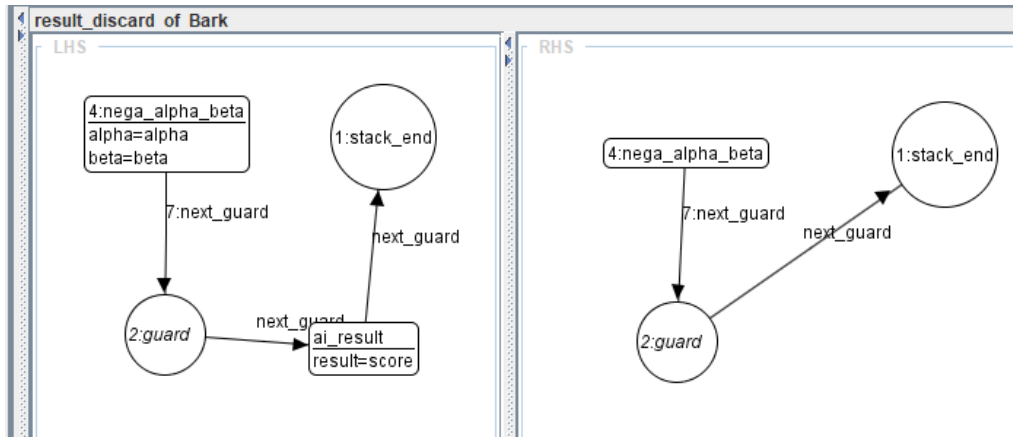 result_discard of Bark
LHS
4:nega_alpha_beta
alpha=alpha
beta=beta
1:stack_end
7:next_guard
next_guard
2:guard
next_guard
ai_result
result=score
RHS
4:nega_alpha_beta
1:stack_end
7:next_guard
next_guard
2:guard